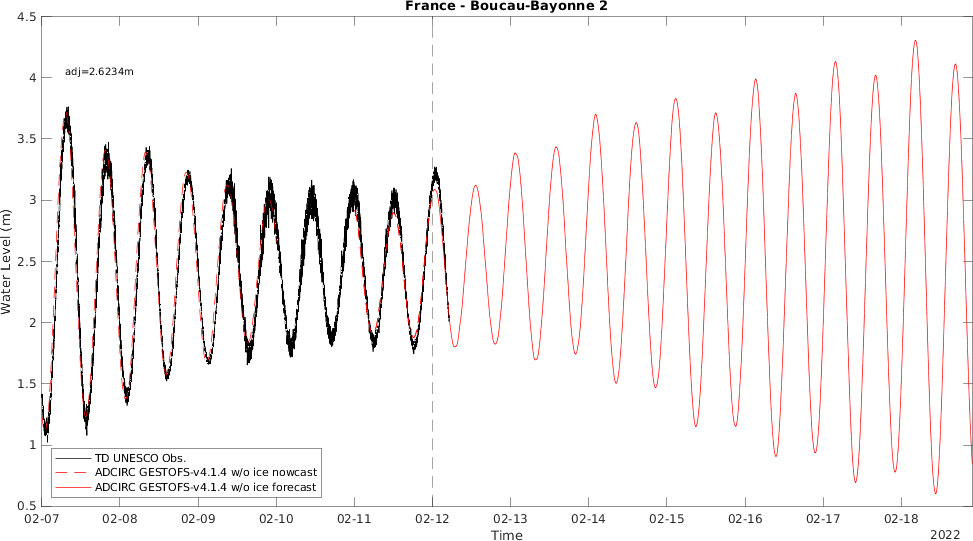 France - Boucau-Bayonne 2
adj=2.6234m
4.5
4
3.5
3
2.5
2
1.5
1
0.5
Water Level (m)
TD UNESCO Obs.
ADCIRC GESTOFS-v4.1.4 w/o ice nowcast
ADCIRC GESTOFS-v4.1.4 w/o ice forecast
02-07 02-08 02-09 02-10 02-11 02-12 02-13 02-14 02-15 02-16 02-17 02-18
Time
2022